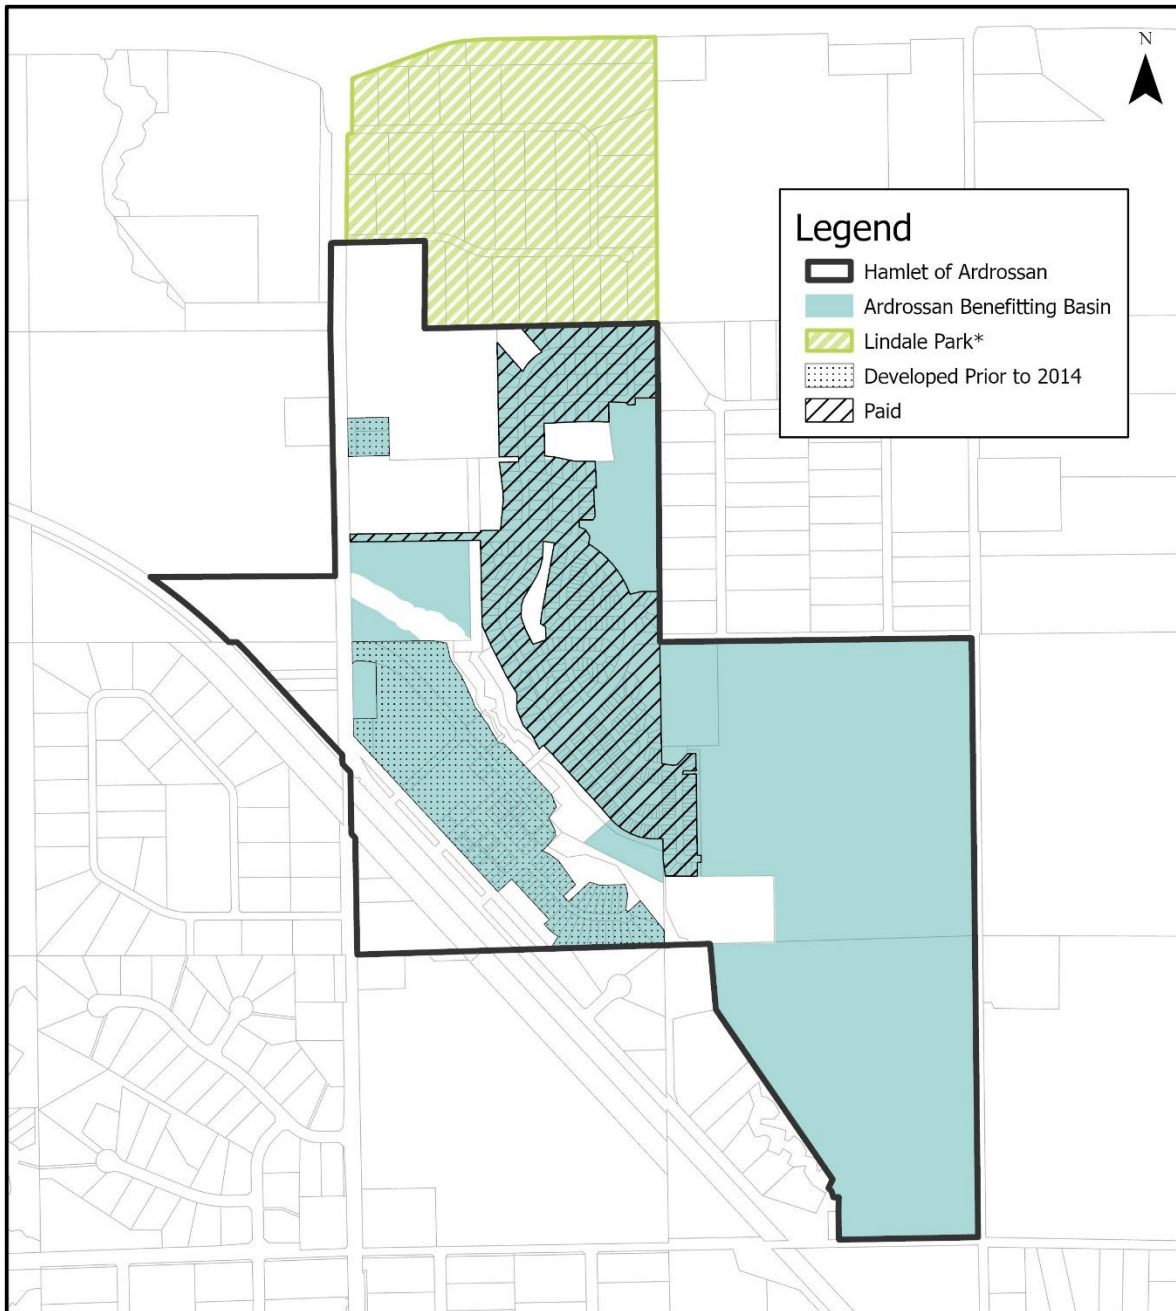 N
Legend
Hamlet of Ardrossan
Ardrossan Benefitting Basin
Lindale Park*
Developed Prior to 2014
Paid